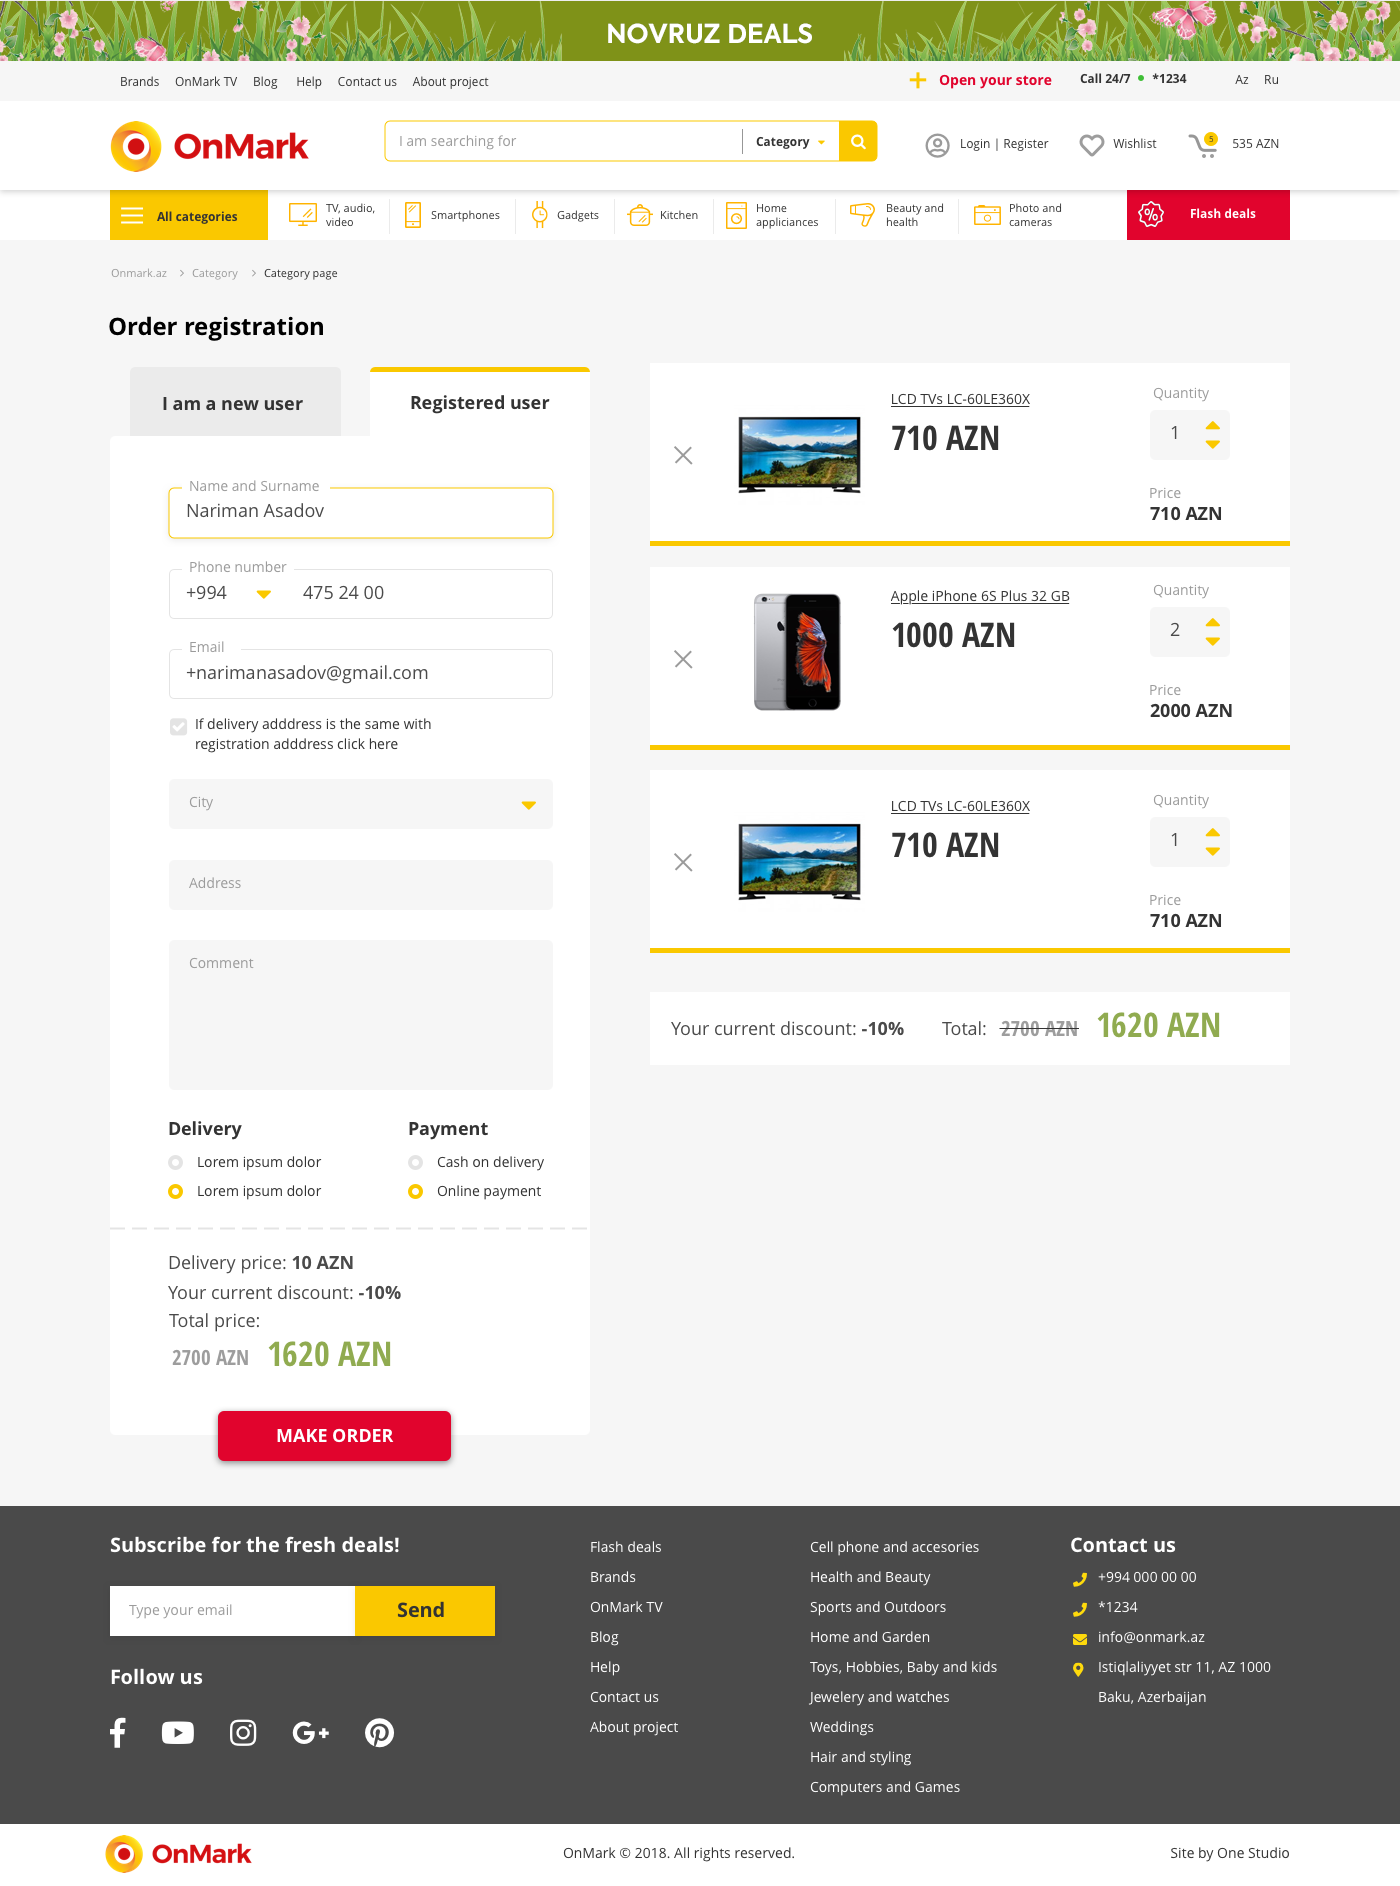 NOVRUZ DEALS
Brands OnMark TV Blog Help Contact us About project
Open your store Call 24/7 • *1234 Az Ru
OnMark
I am searching for Category
Login | Register Wishlist 5 535 AZN
All categories
TV, audio,
video
Smartphones
Gadgets
Kitchen
Home
appliciances
Beauty and
health
Photo and
cameras
Flash deals
Onmark.az Category Category page
Order registration
I am a new user
Registered user
Name and Surname
Nariman Asadov
Phone number
+994 475 24 00
Email
+narimanasadov@gmail.com
If delivery adddress is the same with
registration adddress click here
City
Address
Comment
Delivery
Lorem ipsum dolor
Lorem ipsum dolor
Payment
Cash on delivery
Online payment
Delivery price: 10 AZN
Your current discount: -10%
Total price:
2700 AZN 1620 AZN
MAKE ORDER
LCD TVs LC-60LE360X
710 AZN
Quantity
1
Price
710 AZN
Apple iPhone 6S Plus 32 GB
1000 AZN
Quantity
2
Price
2000 AZN
LCD TVs LC-60LE360X
710 AZN
Quantity
1
Price
710 AZN
Your current discount: -10% Total: 2700 AZN 1620 AZN
Subscribe for the fresh deals!
Type your email Send
Follow us
Flash deals
Brands
OnMark TV
Blog
Help
Contact us
About project
Cell phone and accesories
Health and Beauty
Sports and Outdoors
Home and Garden
Toys, Hobbies, Baby and kids
Jewelery and watches
Weddings
Hair and styling
Computers and Games
Contact us
+994 000 00 00
*1234
info@onmark.az
Istiqlaliyyet str 11, AZ 1000
Baku, Azerbaijan
OnMark
OnMark © 2018. All rights reserved.
Site by One Studio